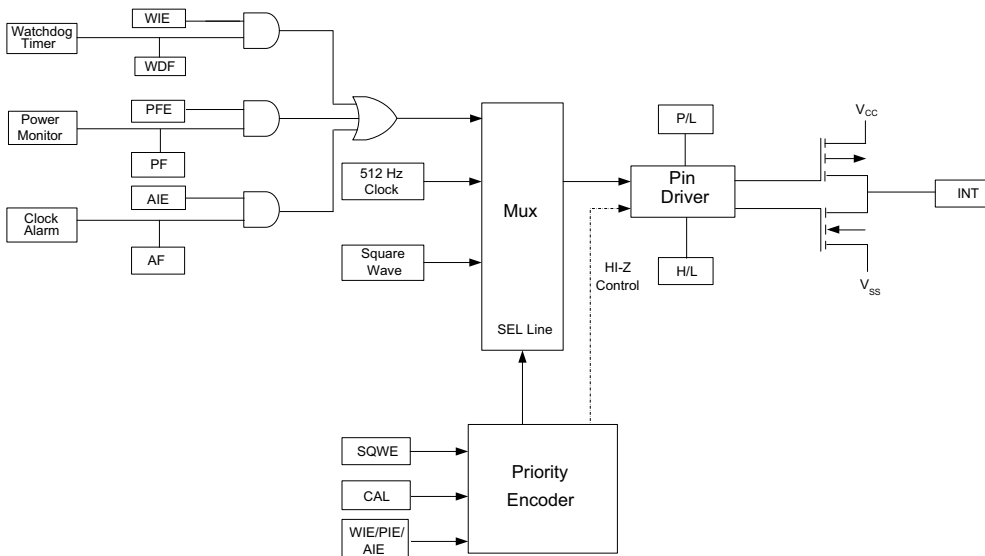 WIE
Watchdog
Timer
WDF
PFE
Power
Monitor
PF
AIE
Clock
Alarm
AF
512 Hz
Clock
Square
Wave
Mux
SEL Line
P/L
Pin
Driver
H/L
HI-Z
Control
VCC
INT
VSS
SQWE
CAL
WIE/PIE/
AIE
Priority
Encoder